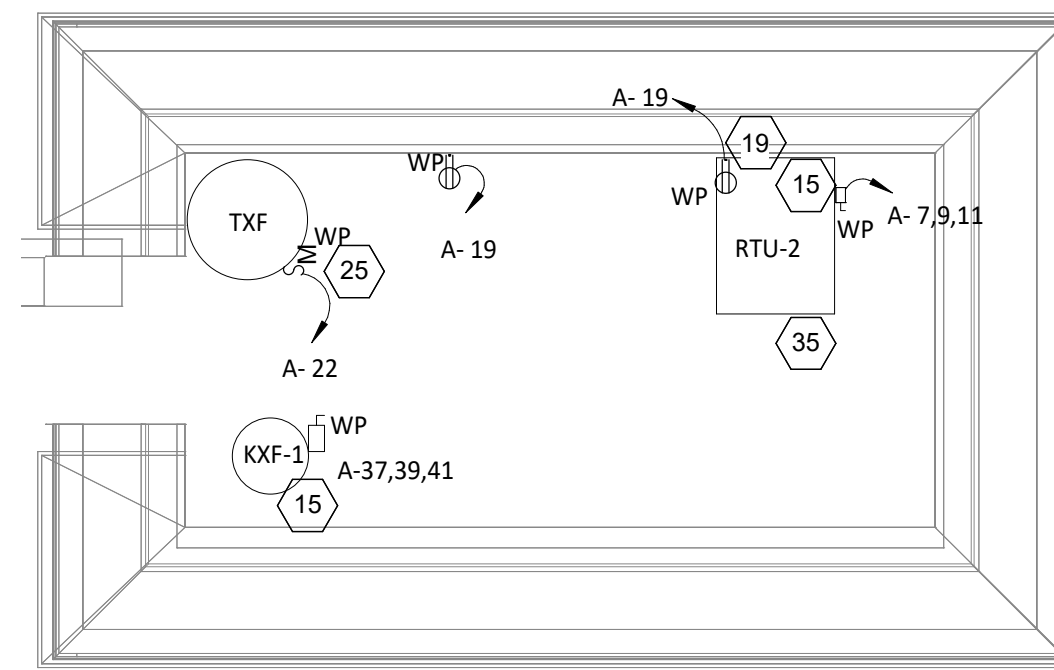 A- 19
19
WP
WP
15
A- 7,9,11
TXF
WP
SM
25
A- 19
RTU-2
WP
35
A- 22
WP
KXF-1
A-37,39,41
15